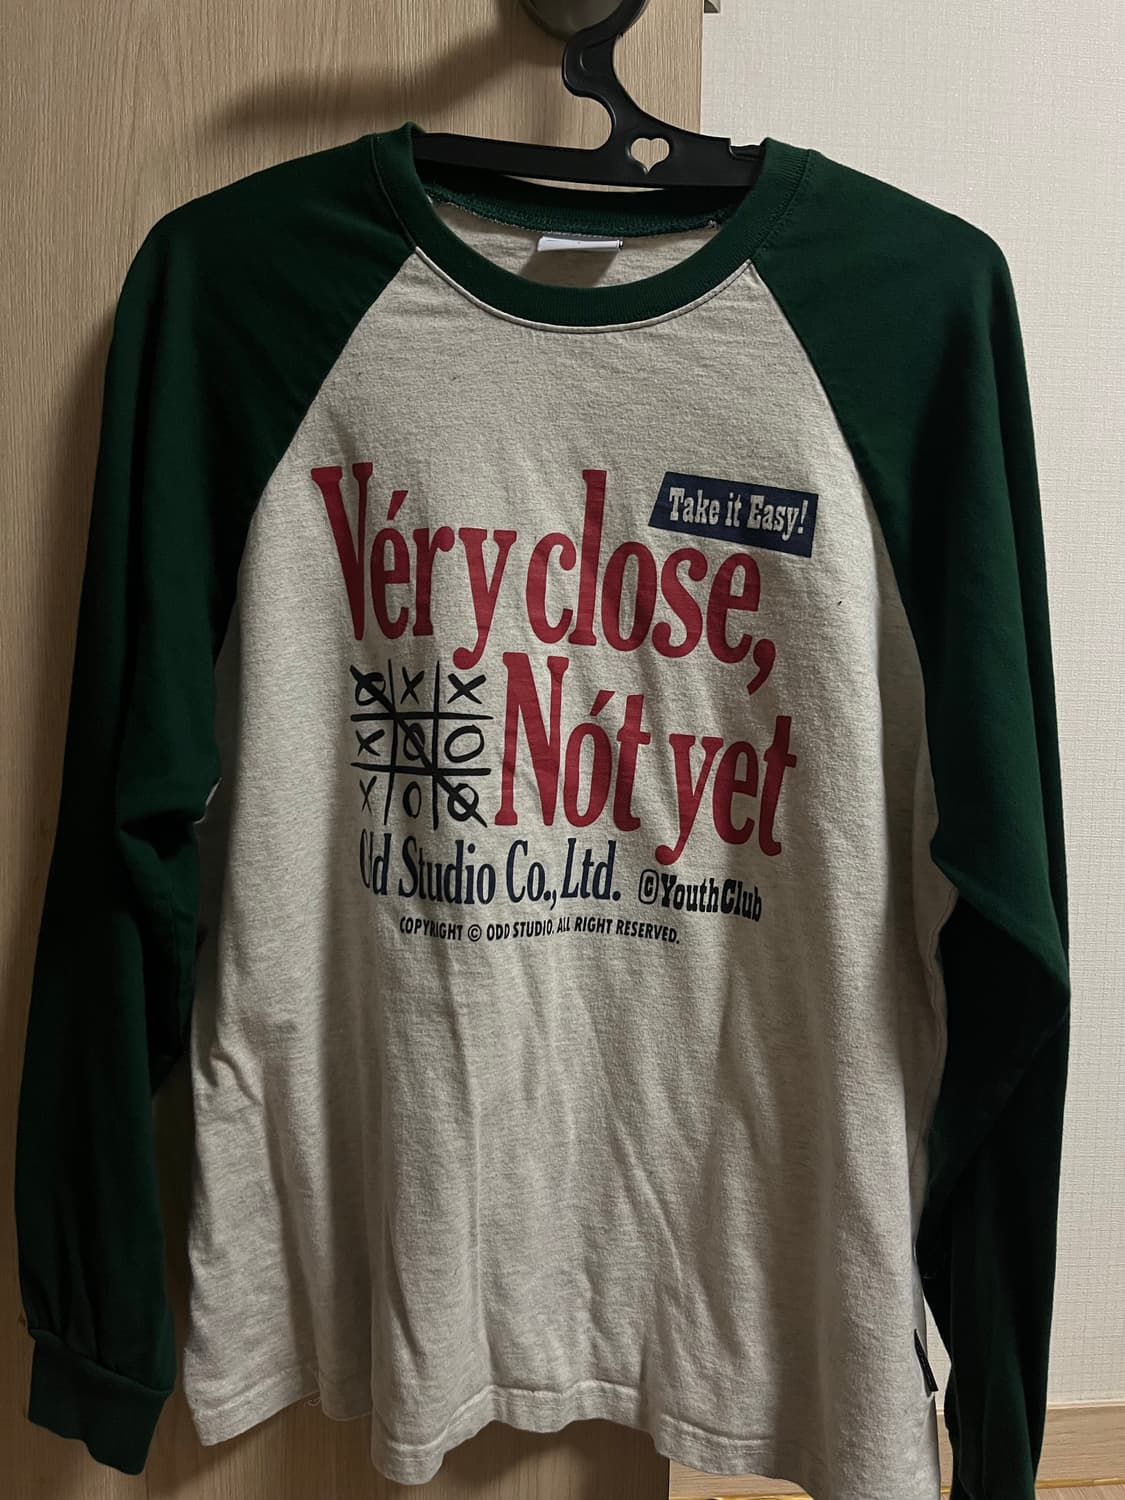 Take it Easy!
Véry close,
Nót yet
O X X
X O O
X O O
Odd Studio Co., Ltd. ©YouthClub
COPYRIGHT © ODD STUDIO. ALL RIGHT RESERVED.